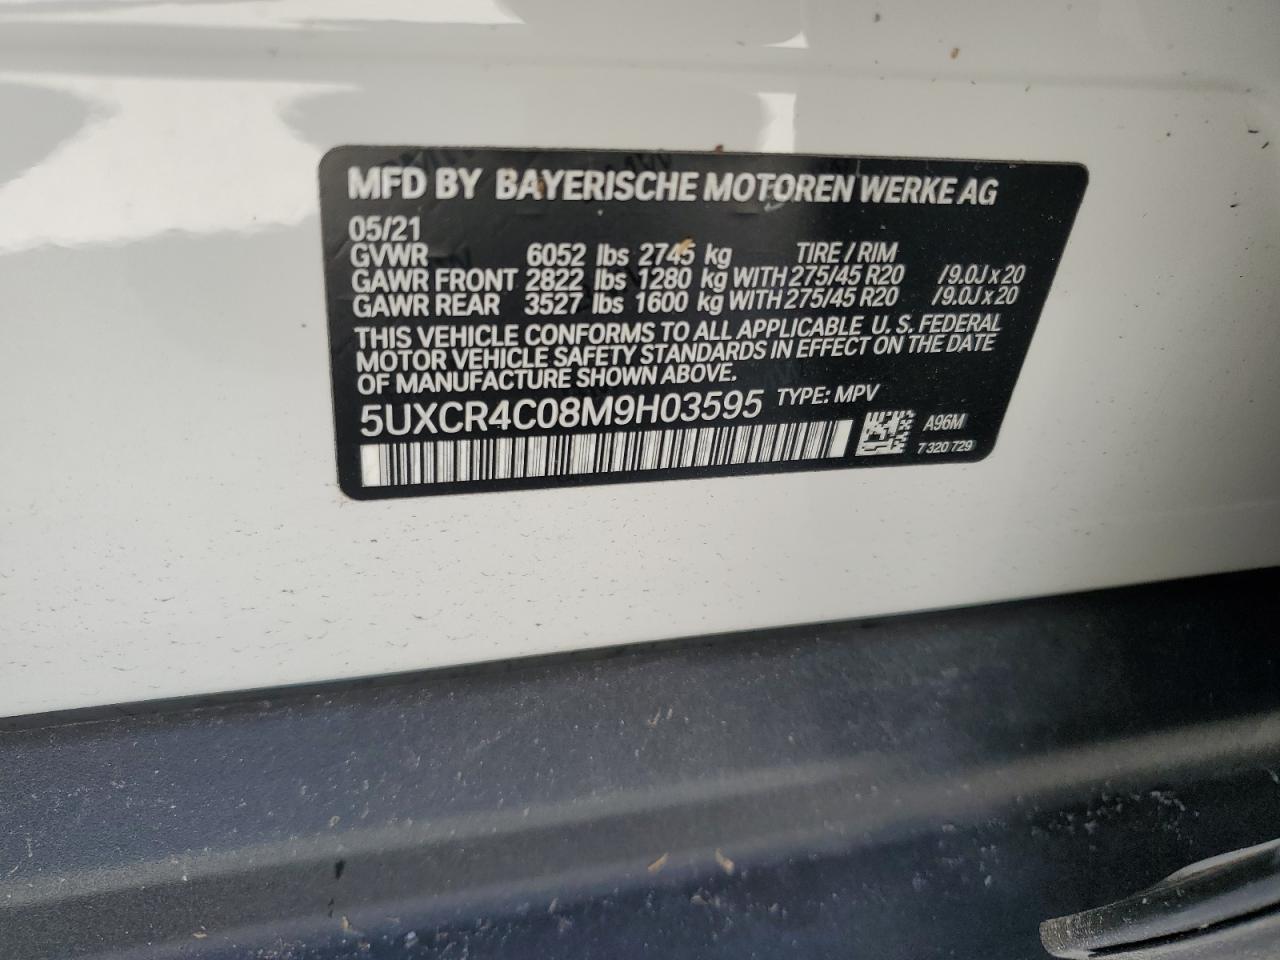 MFD BY BAYERISCHE MOTOREN WERKE AG
05/21
GVWR 6052 lbs 2745 kg TIRE / RIM
GAWR FRONT 2822 lbs 1280 kg WITH 275/45 R20 /9.0J x 20
GAWR REAR 3527 lbs 1600 kg WITH 275/45 R20 /9.0J x 20
THIS VEHICLE CONFORMS TO ALL APPLICABLE U. S. FEDERAL
MOTOR VEHICLE SAFETY STANDARDS IN EFFECT ON THE DATE
OF MANUFACTURE SHOWN ABOVE.
5UXCR4C08M9H03595 TYPE: MPV
A96M
7 320 729